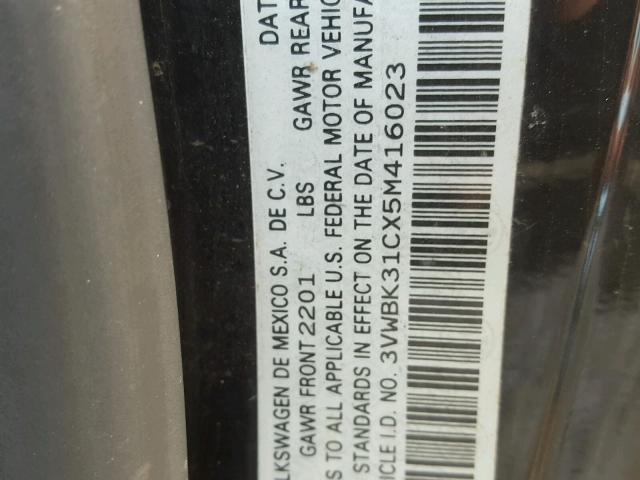 DAT
LKSWAGEN DE MEXICO S.A. DE C.V.
GAWR FRONT 2201 LBS GAWR REAR
S TO ALL APPLICABLE U.S. FEDERAL MOTOR VEHIC
STANDARDS IN EFFECT ON THE DATE OF MANUFA
ICLE I.D. NO. 3VWBK31CX5M416023